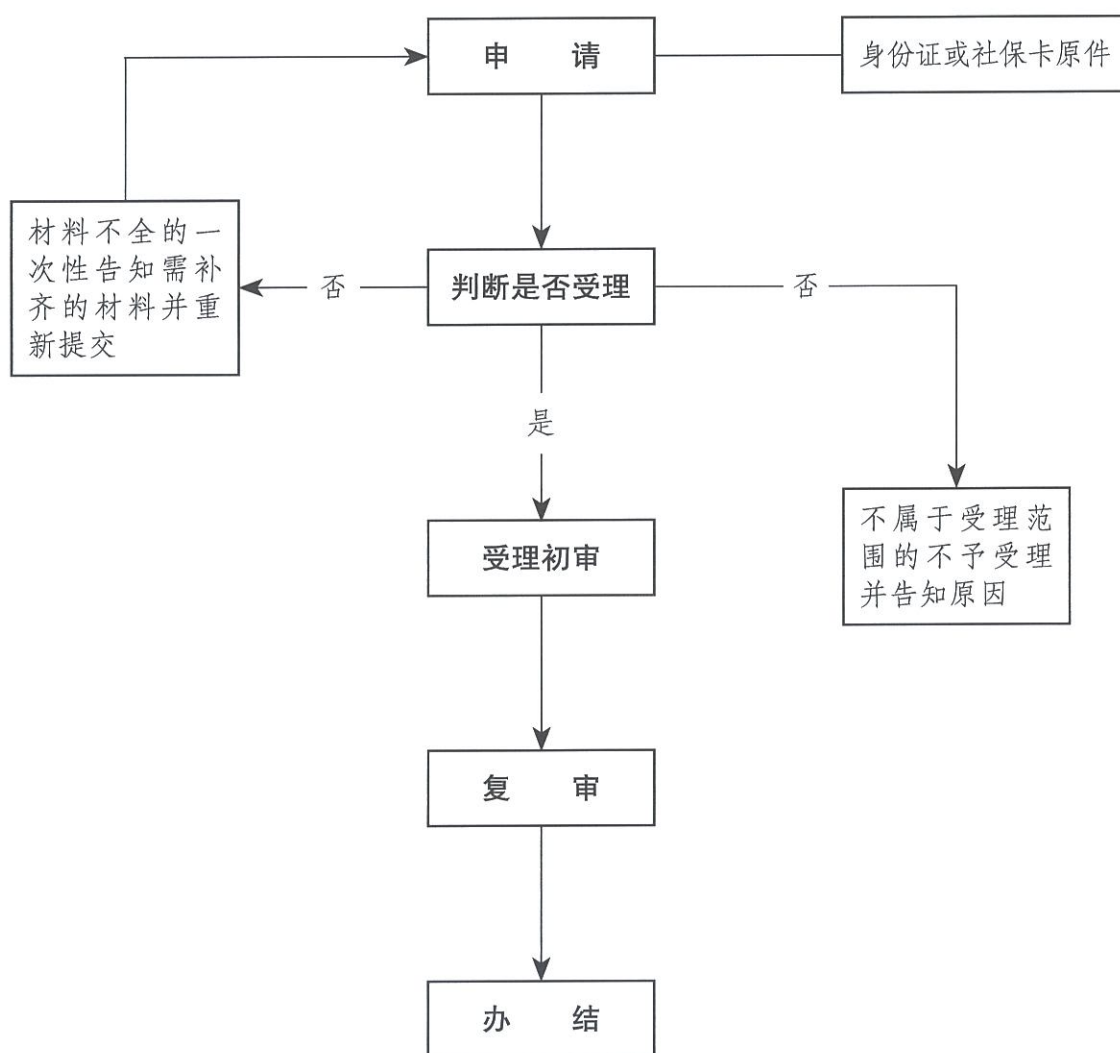 申 请
身份证或社保卡原件
材料不全的一
次性告知需补
齐的材料并重
新提交
否
判断是否受理
否
是
受理初审
不属于受理范
围的不予受理
并告知原因
复 审
办 结